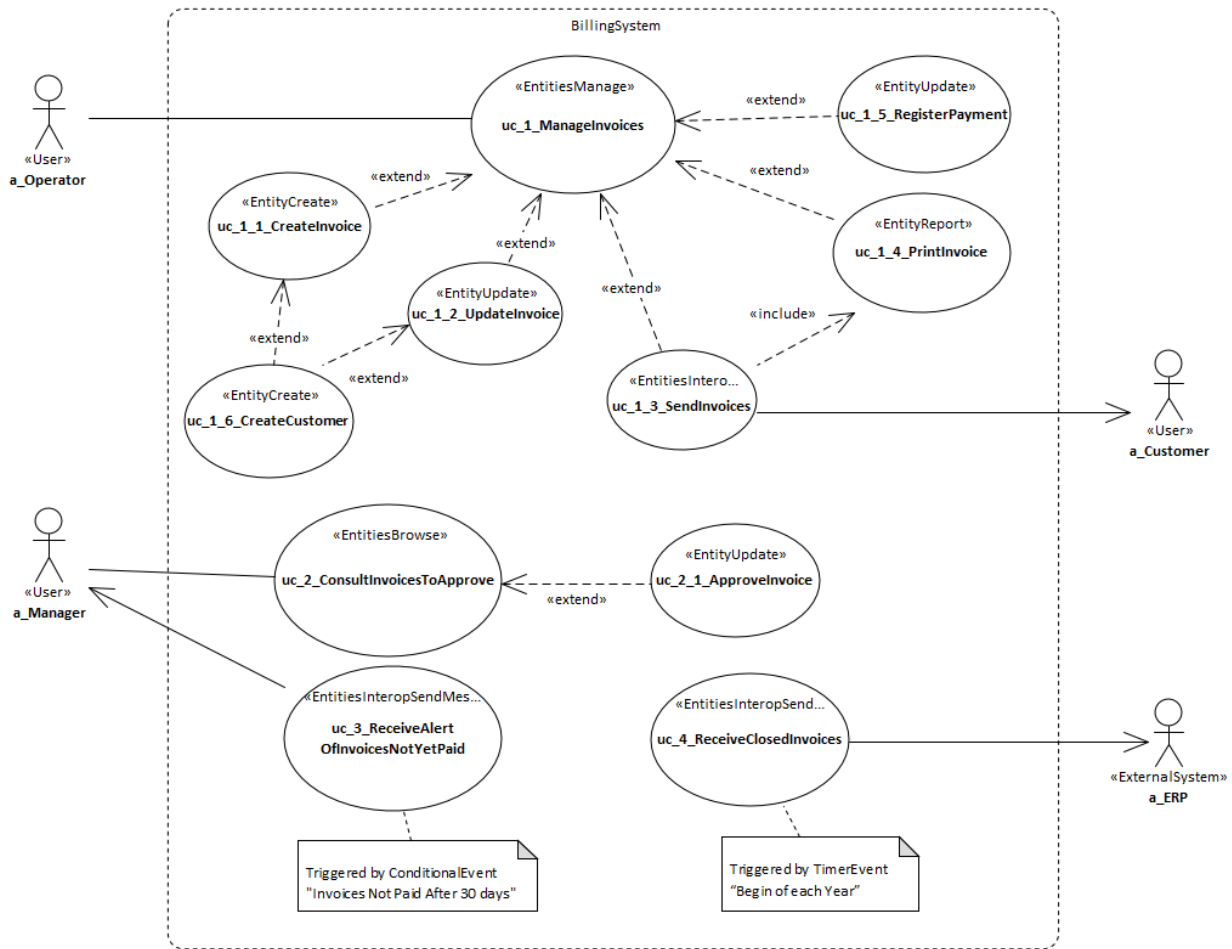 BillingSystem
«EntitiesManage»
uc_1_ManageInvoices
«extend»
«EntityUpdate»
uc_1_5_RegisterPayment
«User»
a_Operator
«extend»
«extend»
«EntityCreate»
uc_1_1_CreateInvoice
«EntityReport»
uc_1_4_PrintInvoice
«extend»
«EntityUpdate»
uc_1_2_UpdateInvoice
«extend»
«include»
«extend»
«extend»
«EntityCreate»
uc_1_6_CreateCustomer
«EntitiesIntero...
uc_1_3_SendInvoices
«User»
a_Customer
«EntitiesBrowse»
uc_2_ConsultInvoicesToApprove
«EntityUpdate»
uc_2_1_ApproveInvoice
«extend»
«User»
a_Manager
«EntitiesInteropSendMes...
uc_3_ReceiveAlert
OfInvoicesNotYetPaid
«EntitiesInteropSend...
uc_4_ReceiveClosedInvoices
«ExternalSystem»
a_ERP
Triggered by ConditionalEvent
"Invoices Not Paid After 30 days"
Triggered by TimerEvent
“Begin of each Year”